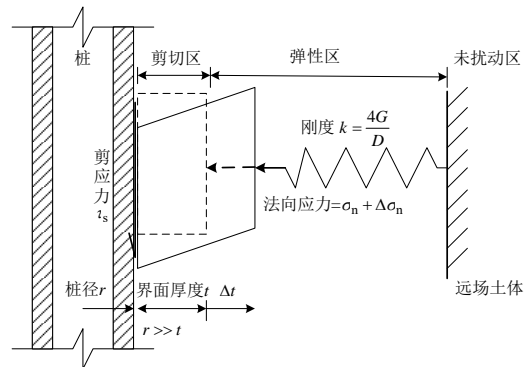 桩
剪切区
弹性区
未扰动区
刚度 k = 4G/D
剪应力 τs
法向应力=σn + Δσn
桩径r
界面厚度t
Δt
r >> t
远场土体